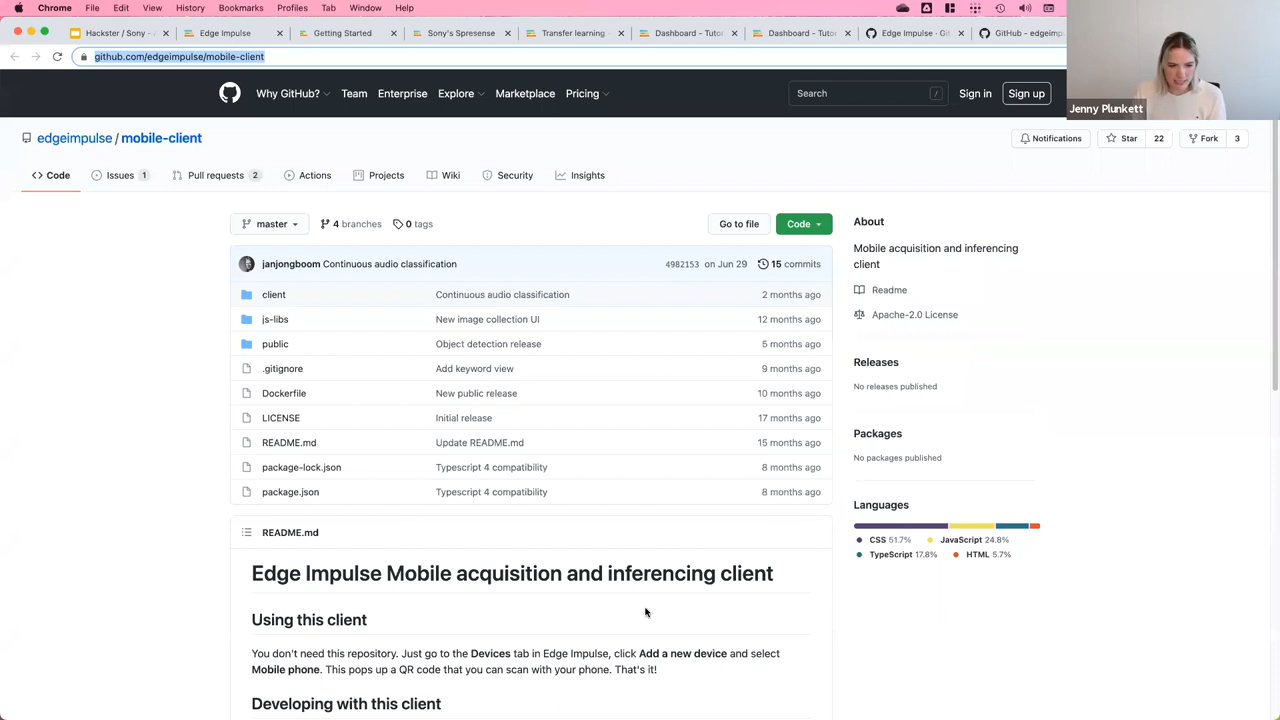 Chrome File Edit View History Bookmarks Profiles Tab Window Help
Hackster / Sony - A
Edge Impulse
Getting Started
Sony's Spresense
Transfer learning -
Dashboard - Tutor
Dashboard - Tutor
Edge Impulse · Git
GitHub - edgeimpu
github.com/edgeimpulse/mobile-client
Jenny Plunkett
Why GitHub? Team Enterprise Explore Marketplace Pricing Search / Sign in Sign up
edgeimpulse / mobile-client
Notifications Star 22 Fork 3
<> Code Issues 1 Pull requests 2 Actions Projects Wiki Security Insights
master 4 branches 0 tags Go to file Code
janjongboom Continuous audio classification 4982153 on Jun 29 15 commits
client Continuous audio classification 2 months ago
js-libs New image collection UI 12 months ago
public Object detection release 5 months ago
.gitignore Add keyword view 9 months ago
Dockerfile New public release 10 months ago
LICENSE Initial release 17 months ago
README.md Update README.md 15 months ago
package-lock.json Typescript 4 compatibility 8 months ago
package.json Typescript 4 compatibility 8 months ago
README.md
Edge Impulse Mobile acquisition and inferencing client
Using this client
You don't need this repository. Just go to the Devices tab in Edge Impulse, click Add a new device and select
Mobile phone. This pops up a QR code that you can scan with your phone. That's it!
Developing with this client
About
Mobile acquisition and inferencing
client
Readme
Apache-2.0 License
Releases
No releases published
Packages
No packages published
Languages
CSS 51.7% JavaScript 24.8%
TypeScript 17.8% HTML 5.7%